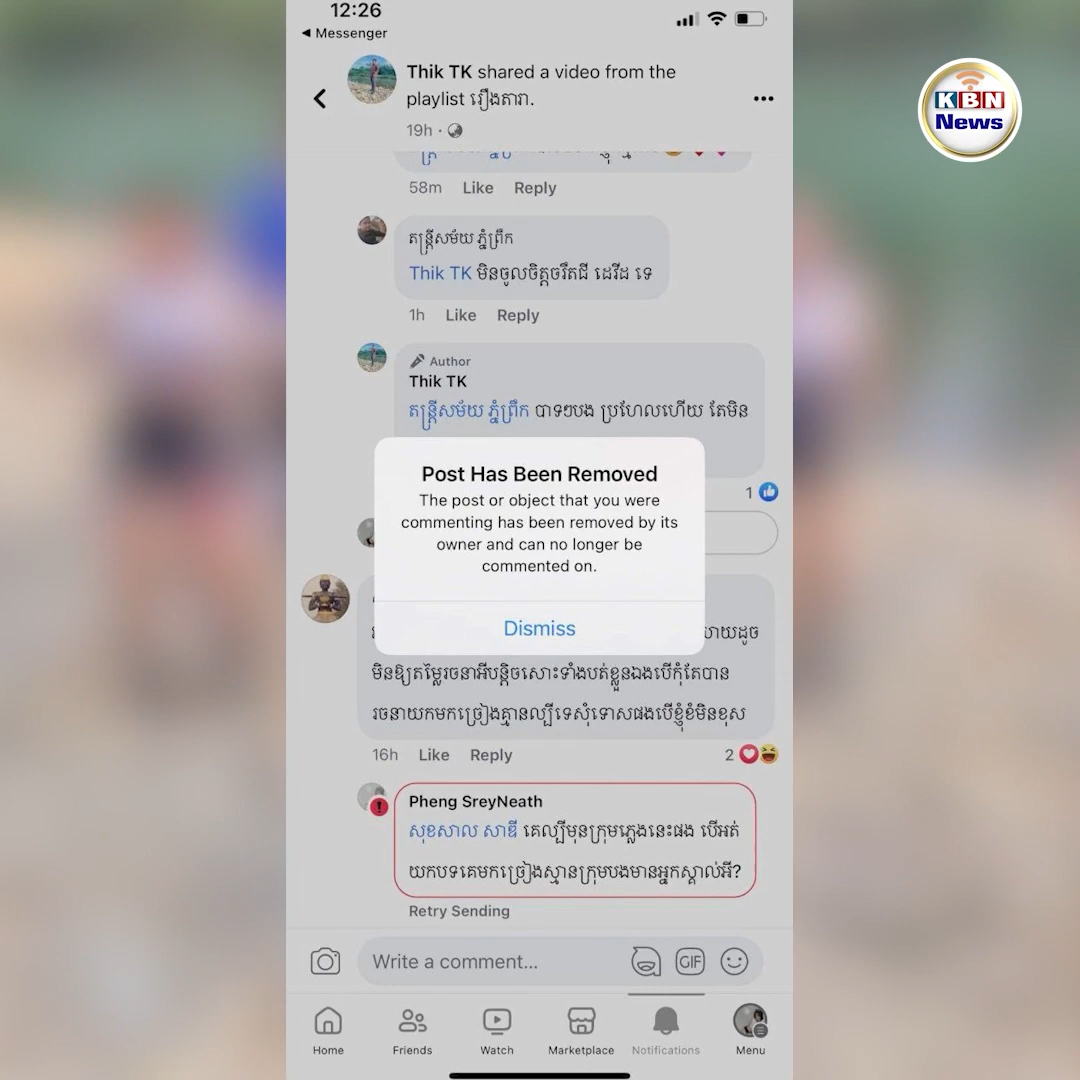 12:26
◀ Messenger
Thik TK shared a video from the
playlist រឿងតារា.
19h ·
KBN
News
58m Like Reply
តន្ត្រីសម័យ ភ្នំព្រឹក
Thik TK មិនចូលចិត្តចរឹតជី ដេវីដ ទេ
1h Like Reply
Author
Thik TK
តន្ត្រីសម័យ ភ្នំព្រឹក បាទៗបង ប្រហែលហើយ តែមិន
1
Post Has Been Removed
The post or object that you were
commenting has been removed by its
owner and can no longer be
commented on.
Dismiss
មិនឱ្យតម្លៃរចនាអីបន្តិចសោះទាំងបត់ខ្លួនឯងបើកុំតែបាន
រចនាយកមកច្រៀងគ្មានល្បីទេសុំទោសផងបើខ្ញុំខំមិនខុស
16h Like Reply 2
Pheng SreyNeath
សុខសាល សាឌី គេល្បីមុនក្រុមភ្លេងនេះផង បើអត់
យកបទគេមកច្រៀងស្មានក្រុមបងមានអ្នកស្គាល់អី?
Retry Sending
Write a comment...
GIF
Home Friends Watch Marketplace Notifications Menu